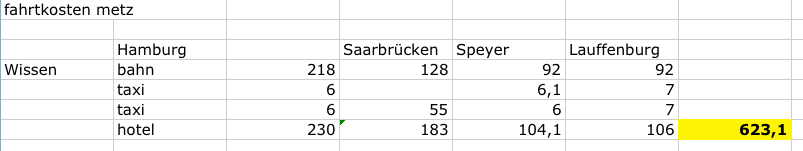 fahrtkosten metz
Hamburg Saarbrücken Speyer Lauffenburg
Wissen bahn 218 128 92 92
taxi 6 6,1 7
taxi 6 55 6 7
hotel 230 183 104,1 106 623,1